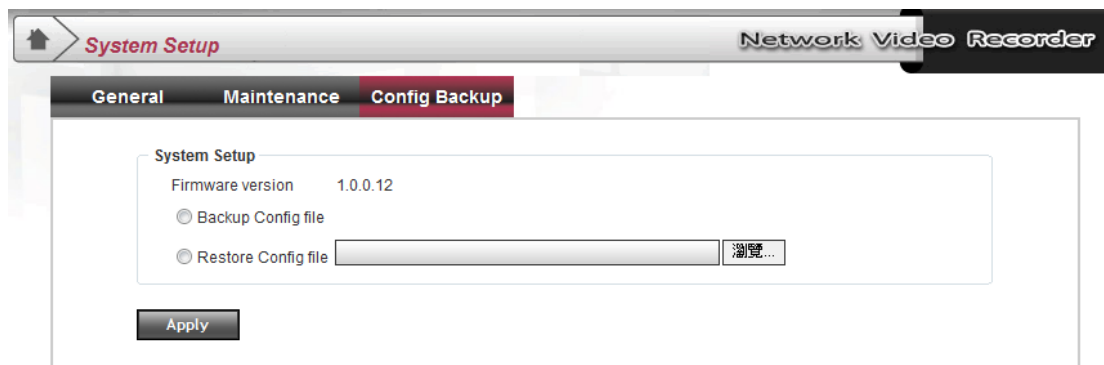 System Setup
Network Video Recorder
General Maintenance Config Backup
System Setup
Firmware version 1.0.0.12
Backup Config file
Restore Config file 瀏覽...
Apply